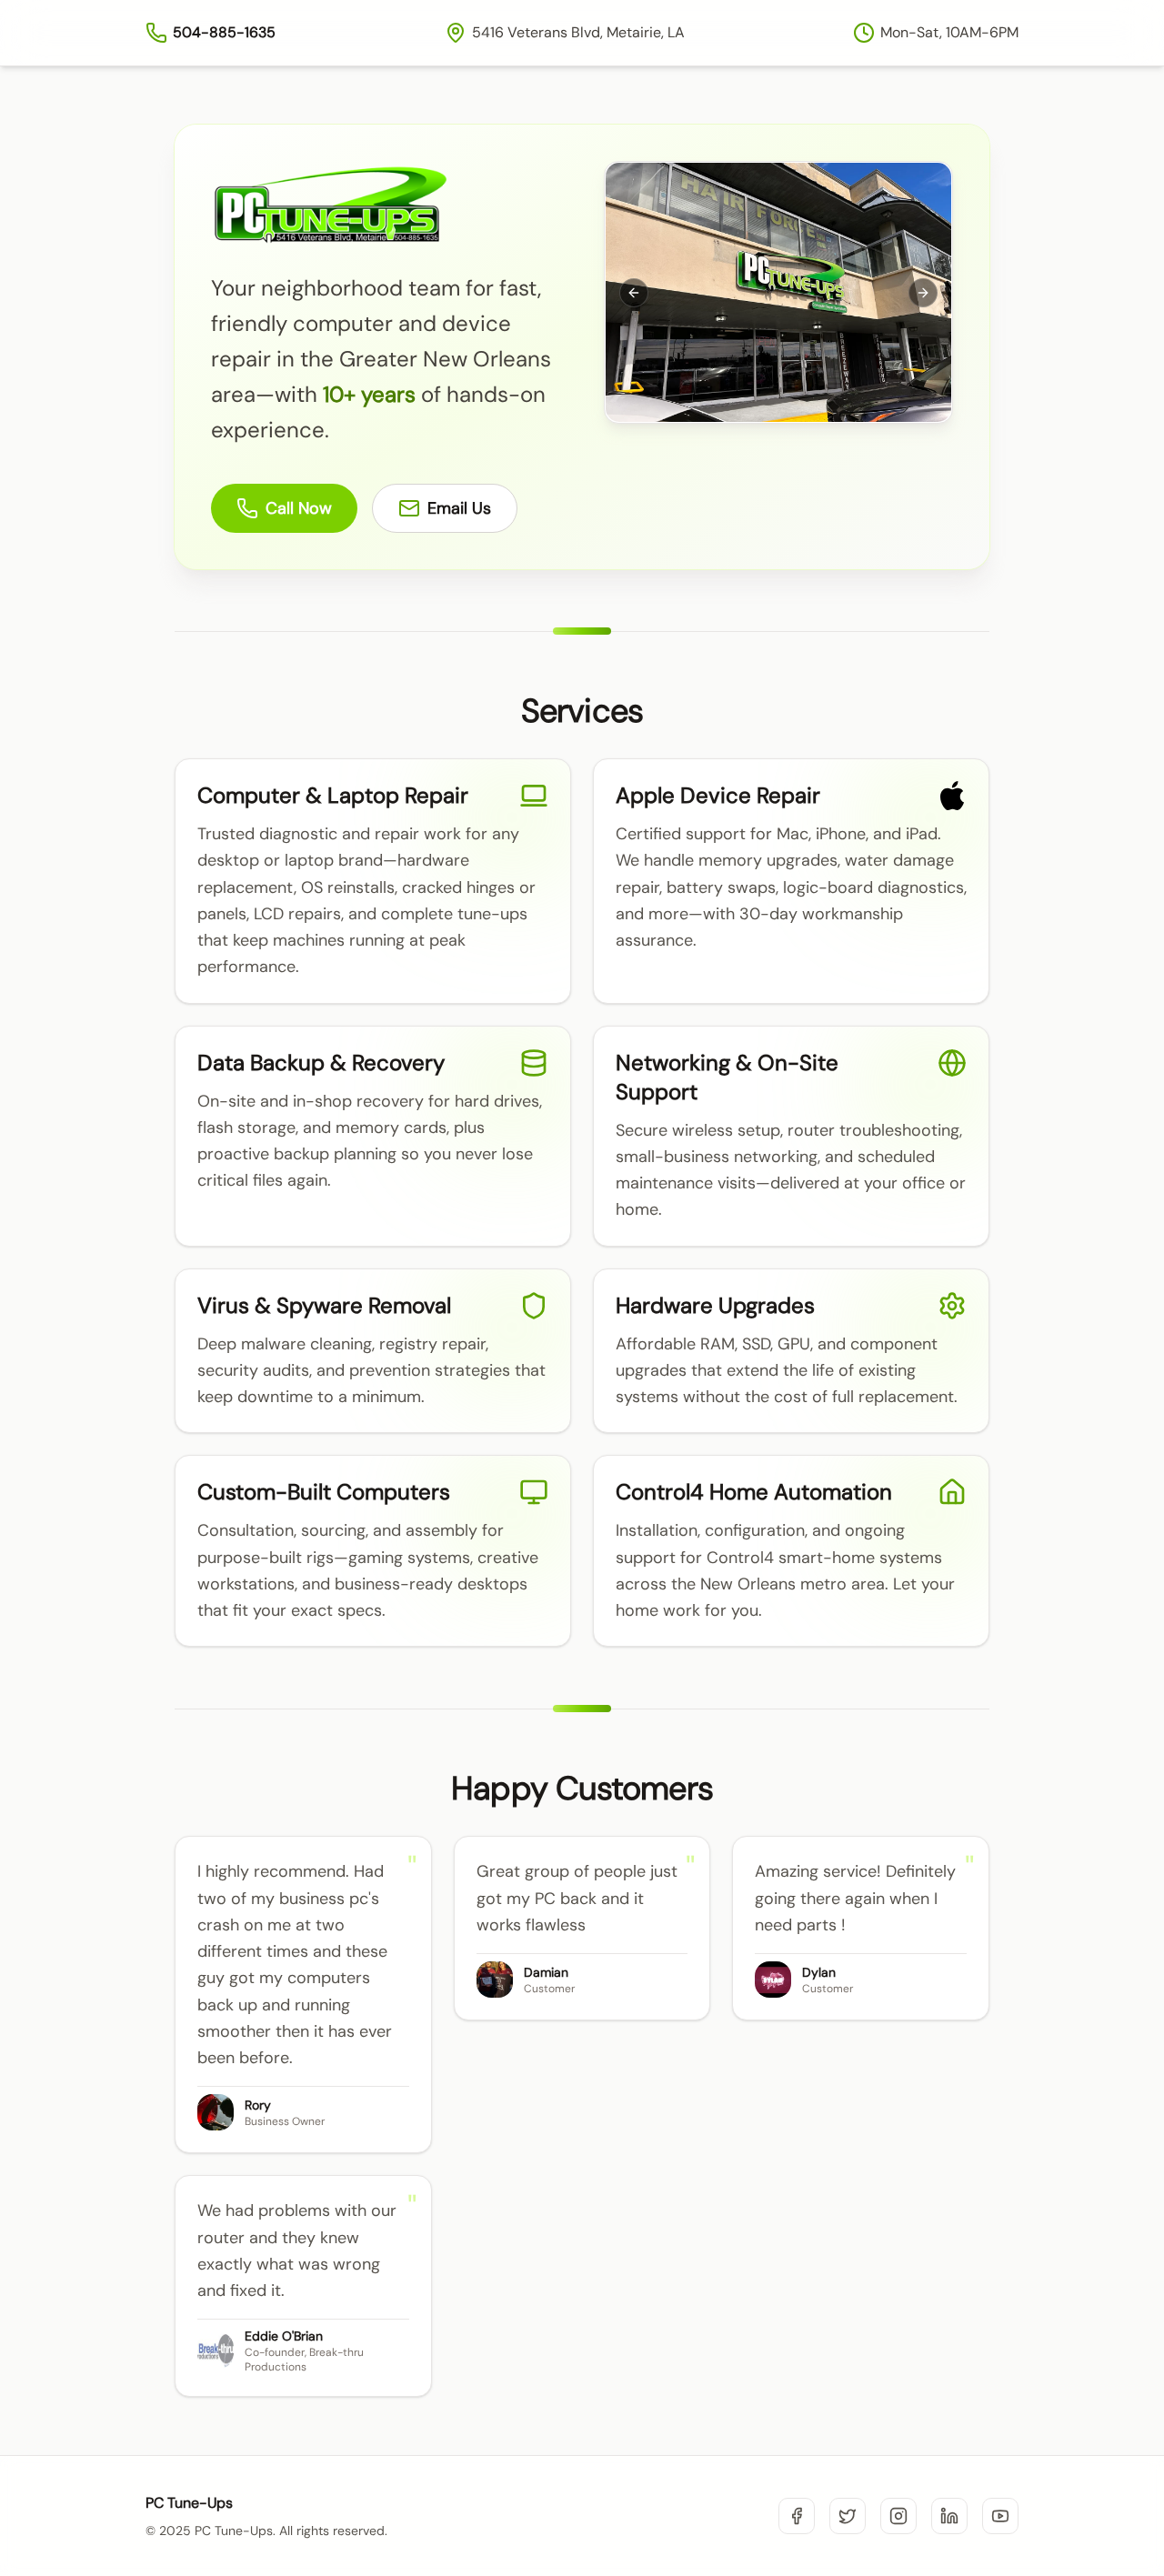 504-885-1635
5416 Veterans Blvd, Metairie, LA
Mon-Sat, 10AM-6PM
PC TUNE-UPS
5416 Veterans Blvd, Metairie 504-885-1635
HAIR FORCE
PC TUNE-UPS
Your neighborhood team for fast,
friendly computer and device
repair in the Greater New Orleans
area—with 10+ years of hands-on
experience.
Call Now
Email Us
Services
Computer & Laptop Repair
Trusted diagnostic and repair work for any
desktop or laptop brand—hardware
replacement, OS reinstalls, cracked hinges or
panels, LCD repairs, and complete tune-ups
that keep machines running at peak
performance.
Apple Device Repair
Certified support for Mac, iPhone, and iPad.
We handle memory upgrades, water damage
repair, battery swaps, logic-board diagnostics,
and more—with 30-day workmanship
assurance.
Data Backup & Recovery
On-site and in-shop recovery for hard drives,
flash storage, and memory cards, plus
proactive backup planning so you never lose
critical files again.
Networking & On-Site
Support
Secure wireless setup, router troubleshooting,
small-business networking, and scheduled
maintenance visits—delivered at your office or
home.
Virus & Spyware Removal
Deep malware cleaning, registry repair,
security audits, and prevention strategies that
keep downtime to a minimum.
Hardware Upgrades
Affordable RAM, SSD, GPU, and component
upgrades that extend the life of existing
systems without the cost of full replacement.
Custom-Built Computers
Consultation, sourcing, and assembly for
purpose-built rigs—gaming systems, creative
workstations, and business-ready desktops
that fit your exact specs.
Control4 Home Automation
Installation, configuration, and ongoing
support for Control4 smart-home systems
across the New Orleans metro area. Let your
home work for you.
Happy Customers
"
I highly recommend. Had
two of my business pc's
crash on me at two
different times and these
guy got my computers
back up and running
smoother then it has ever
been before.
Rory
Business Owner
"
Great group of people just
got my PC back and it
works flawless
Damian
Customer
"
Amazing service! Definitely
going there again when I
need parts !
DYLAN
Dylan
Customer
"
We had problems with our
router and they knew
exactly what was wrong
and fixed it.
Break-thru
Eddie O'Brian
Co-founder, Break-thru
Productions
PC Tune-Ups
© 2025 PC Tune-Ups. All rights reserved.